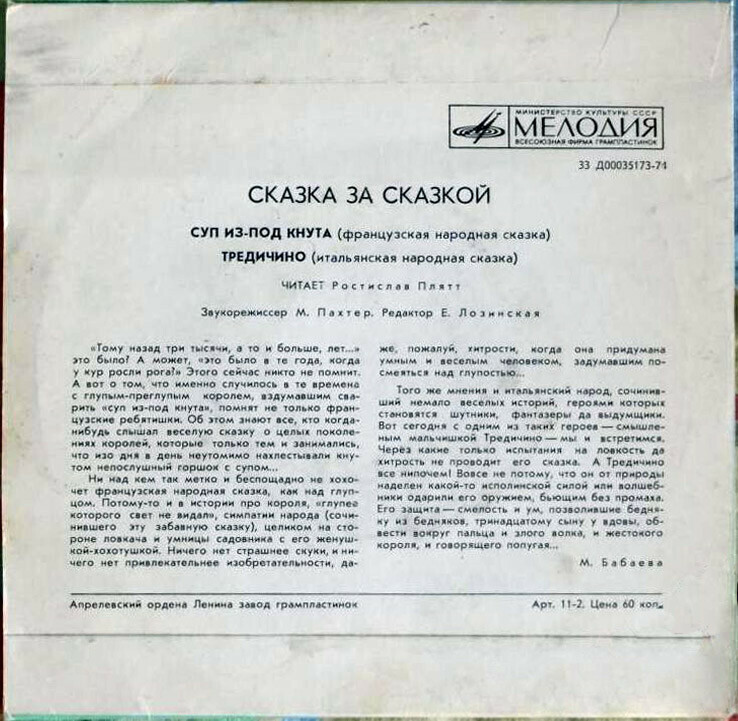 МИНИСТЕРСТВО КУЛЬТУРЫ СССР
МЕЛОДИЯ
ВСЕСОЮЗНАЯ ФИРМА ГРАМПЛАСТИНОК
33 Д00035173-74
СКАЗКА ЗА СКАЗКОЙ
СУП ИЗ-ПОД КНУТА (французская народная сказка)
ТРЕДИЧИНО (итальянская народная сказка)
ЧИТАЕТ Ростислав Плятт
Звукорежиссер М. Пахтер. Редактор Е. Лозинская
«Тому назад три тысячи, а то и больше, лет...»
это было? А может, «это было в те года, когда
у кур росли рога?» Этого сейчас никто не помнит.
А вот о том, что именно случилось в те времена
с глупым-преглупым королем, вздумавшим сва-
рить «суп из-под кнута», помнят не только фран-
цузские ребятишки. Об этом знают все, кто когда-
нибудь слышал веселую сказку о целых поколе-
ниях королей, которые только тем и занимались,
что изо дня в день неутомимо нахлестывали кну-
том непослушный горшок с супом...
Ни над кем так метко и беспощадно не хохо-
чет французская народная сказка, как над глуп-
цом. Потому-то и в истории про короля, «глупее
которого свет не видал», симпатии народа (сочи-
нившего эту забавную сказку), целиком на сто-
роне ловкача и умницы садовника с его женуш-
кой-хохотушкой. Ничего нет страшнее скуки, и ни-
чего нет привлекательнее изобретательности, да-
же, пожалуй, хитрости, когда она придумана
умным и веселым человеком, задумавшим по-
смеяться над глупостью...
Того же мнения и итальянский народ, сочинив-
ший немало веселых историй, героями которых
становятся шутники, фантазеры да выдумщики.
Вот сегодня с одним из таких героев — смышле-
ным мальчишкой Тредичино — мы и встретимся.
Через какие только испытания на ловкость да
хитрость не проводит его сказка. А Тредичино
все нипочем! Вовсе не потому, что он от природы
наделен какой-то исполинской силой или волшеб-
ники одарили его оружием, бьющим без промаха.
Его защита — смелость и ум, позволившие бедня-
ку из бедняков, тринадцатому сыну у вдовы, об-
вести вокруг пальца и злого волка, и жестокого
короля, и говорящего попугая...
М. Бабаева
Апрелевский ордена Ленина завод грампластинок
Арт. 11-2. Цена 60 коп.